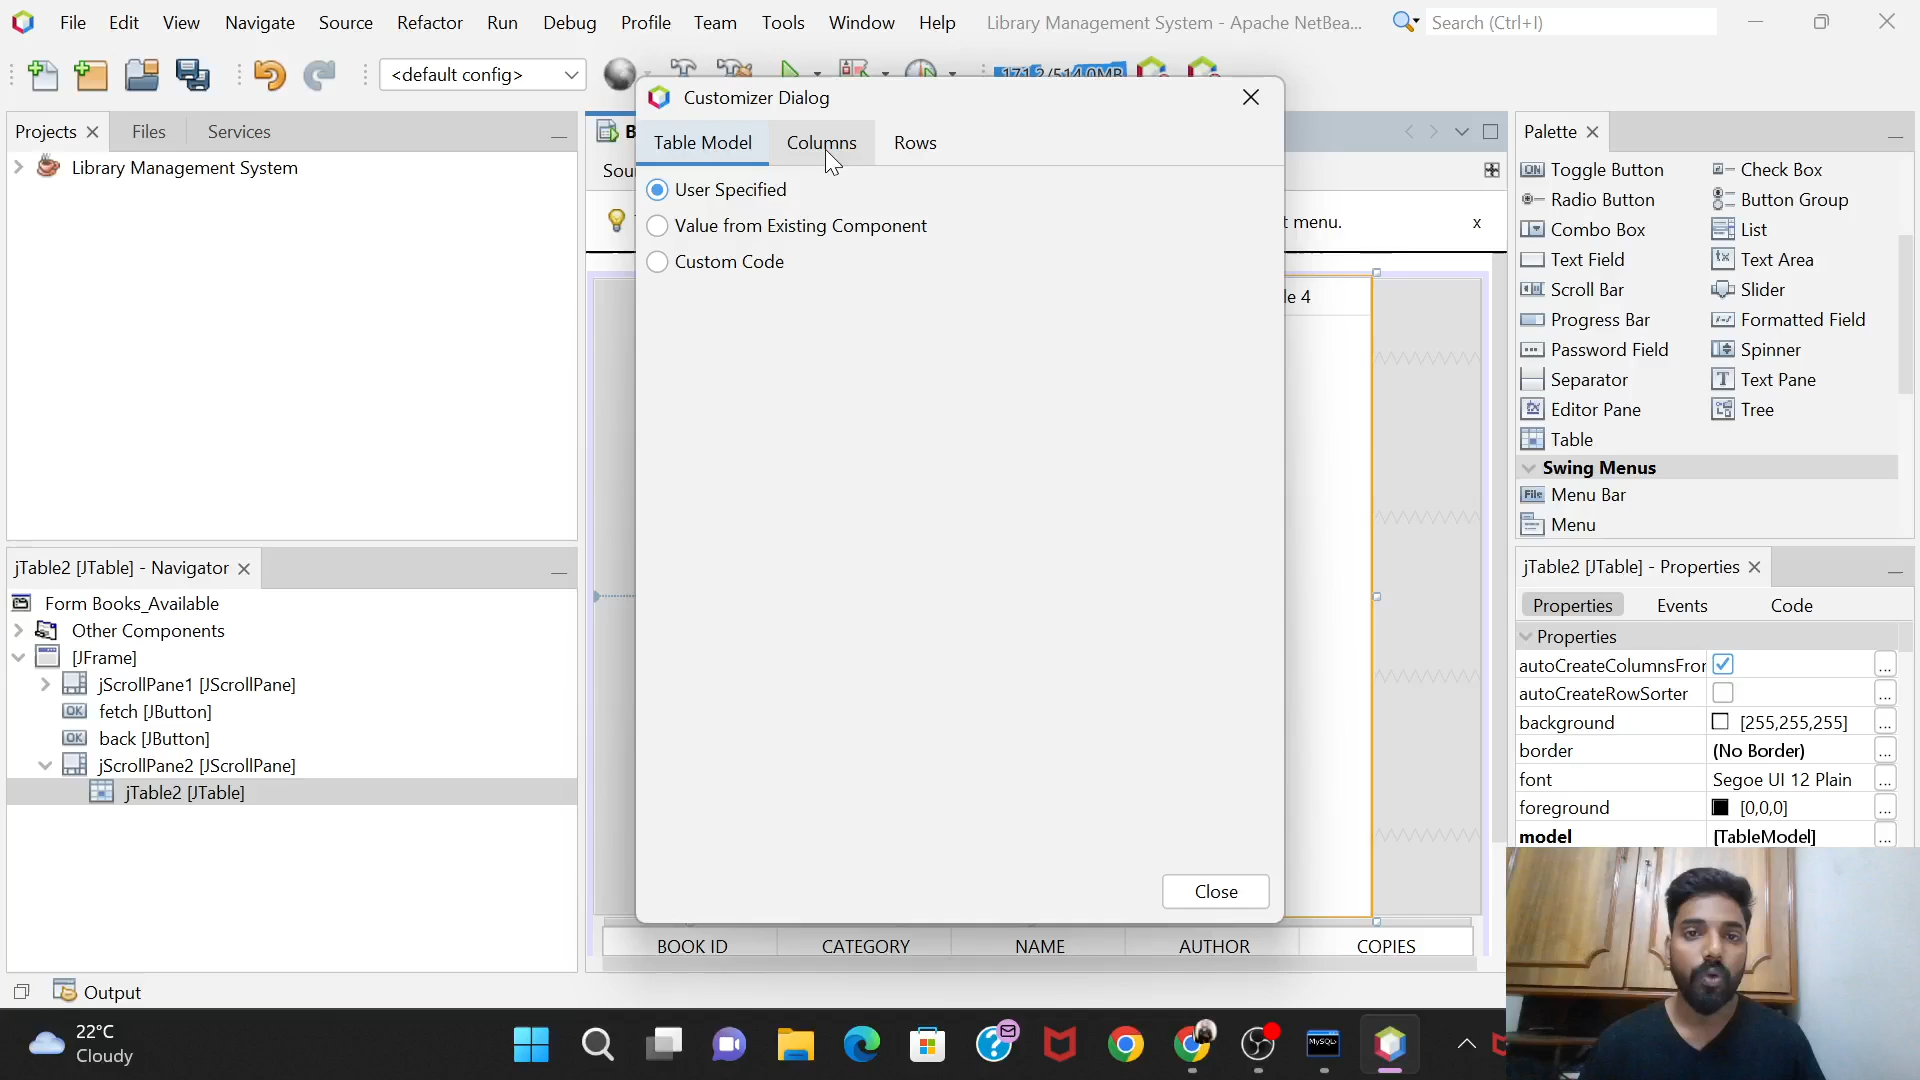 File Edit View Navigate Source Refactor Run Debug Profile Team Tools Window Help Library Management System - Apache NetBea... Search (Ctrl+I)
<default config>
171.2/514.0MB
Projects Files Services
Library Management System
B
Sou
t menu.
x
le 4
Customizer Dialog
Table Model Columns Rows
User Specified
Value from Existing Component
Custom Code
Close
BOOK ID CATEGORY NAME AUTHOR COPIES
Palette
Toggle Button Check Box
Radio Button Button Group
Combo Box List
Text Field Text Area
Scroll Bar Slider
Progress Bar Formatted Field
Password Field Spinner
Separator Text Pane
Editor Pane Tree
Table
Swing Menus
Menu Bar
Menu
jTable2 [JTable] - Navigator
Form Books_Available
Other Components
[JFrame]
jScrollPane1 [JScrollPane]
fetch [JButton]
back [JButton]
jScrollPane2 [JScrollPane]
jTable2 [JTable]
jTable2 [JTable] - Properties
Properties Events Code
Properties
autoCreateColumnsFror ...
autoCreateRowSorter ...
background [255,255,255] ...
border (No Border) ...
font Segoe UI 12 Plain ...
foreground [0,0,0] ...
model [TableModel] ...
Output
22°C
Cloudy
MySQL